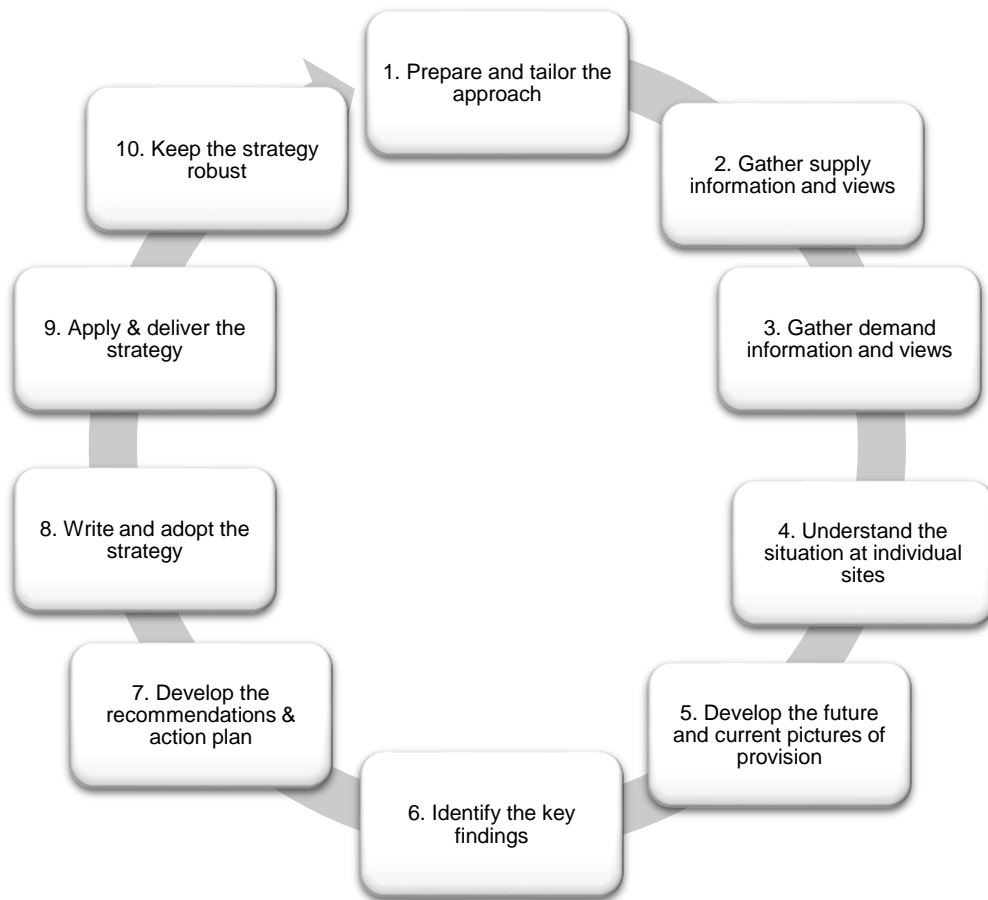 1. Prepare and tailor the
approach
2. Gather supply
information and views
3. Gather demand
information and views
4. Understand the
situation at individual
sites
5. Develop the future
and current pictures of
provision
6. Identify the key
findings
7. Develop the
recommendations &
action plan
8. Write and adopt the
strategy
9. Apply & deliver the
strategy
10. Keep the strategy
robust